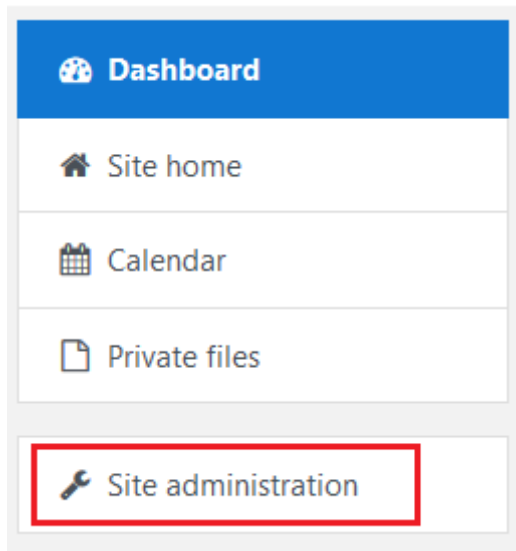 Dashboard
Site home
Calendar
Private files
Site administration